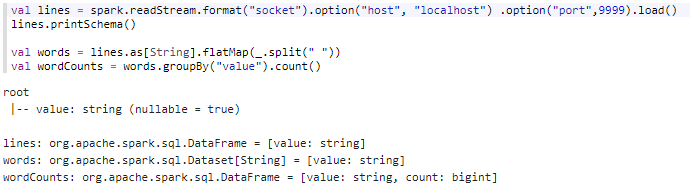 val lines = spark.readStream.format("socket").option("host", "localhost") .option("port",9999).load()
lines.printSchema()
val words = lines.as[String].flatMap(_.split(" "))
val wordCounts = words.groupBy("value").count()
root
|-- value: string (nullable = true)
lines: org.apache.spark.sql.DataFrame = [value: string]
words: org.apache.spark.sql.Dataset[String] = [value: string]
wordCounts: org.apache.spark.sql.DataFrame = [value: string, count: bigint]